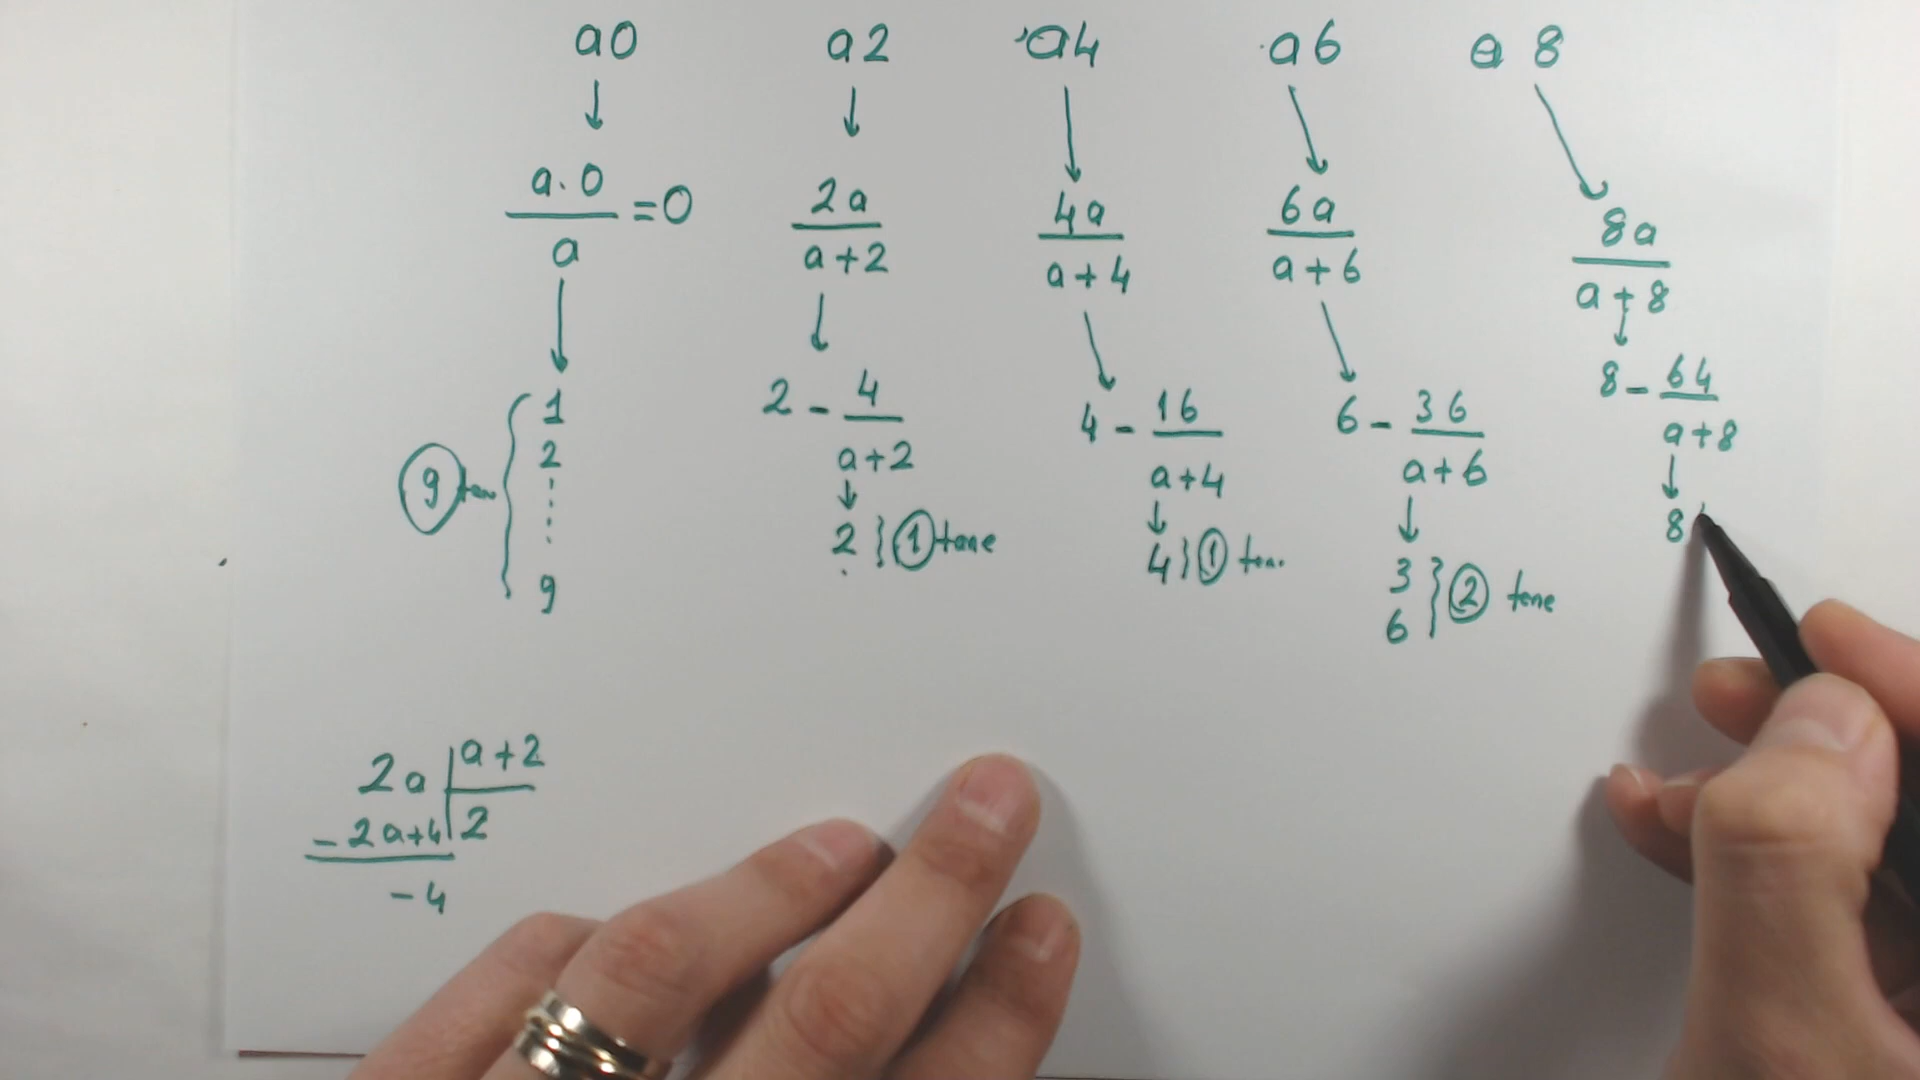 a0 a2 a4 a6 a 8
↓ ↓ ↓ ↓ ↓
a.0 / a = 0
2a / a+2
4a / a+4
6a / a+6
8a / a+8
↓ ↓ ↓ ↓ ↓
2 - 4 / a+2
4 - 16 / a+4
6 - 36 / a+6
8 - 64 / a+8
↓ ↓ ↓ ↓
9
1
2
9
2 } 1 tane
4 } 1
3
6 } 2 tane
8
2a | a+2
- 2a+4 | 2
-4